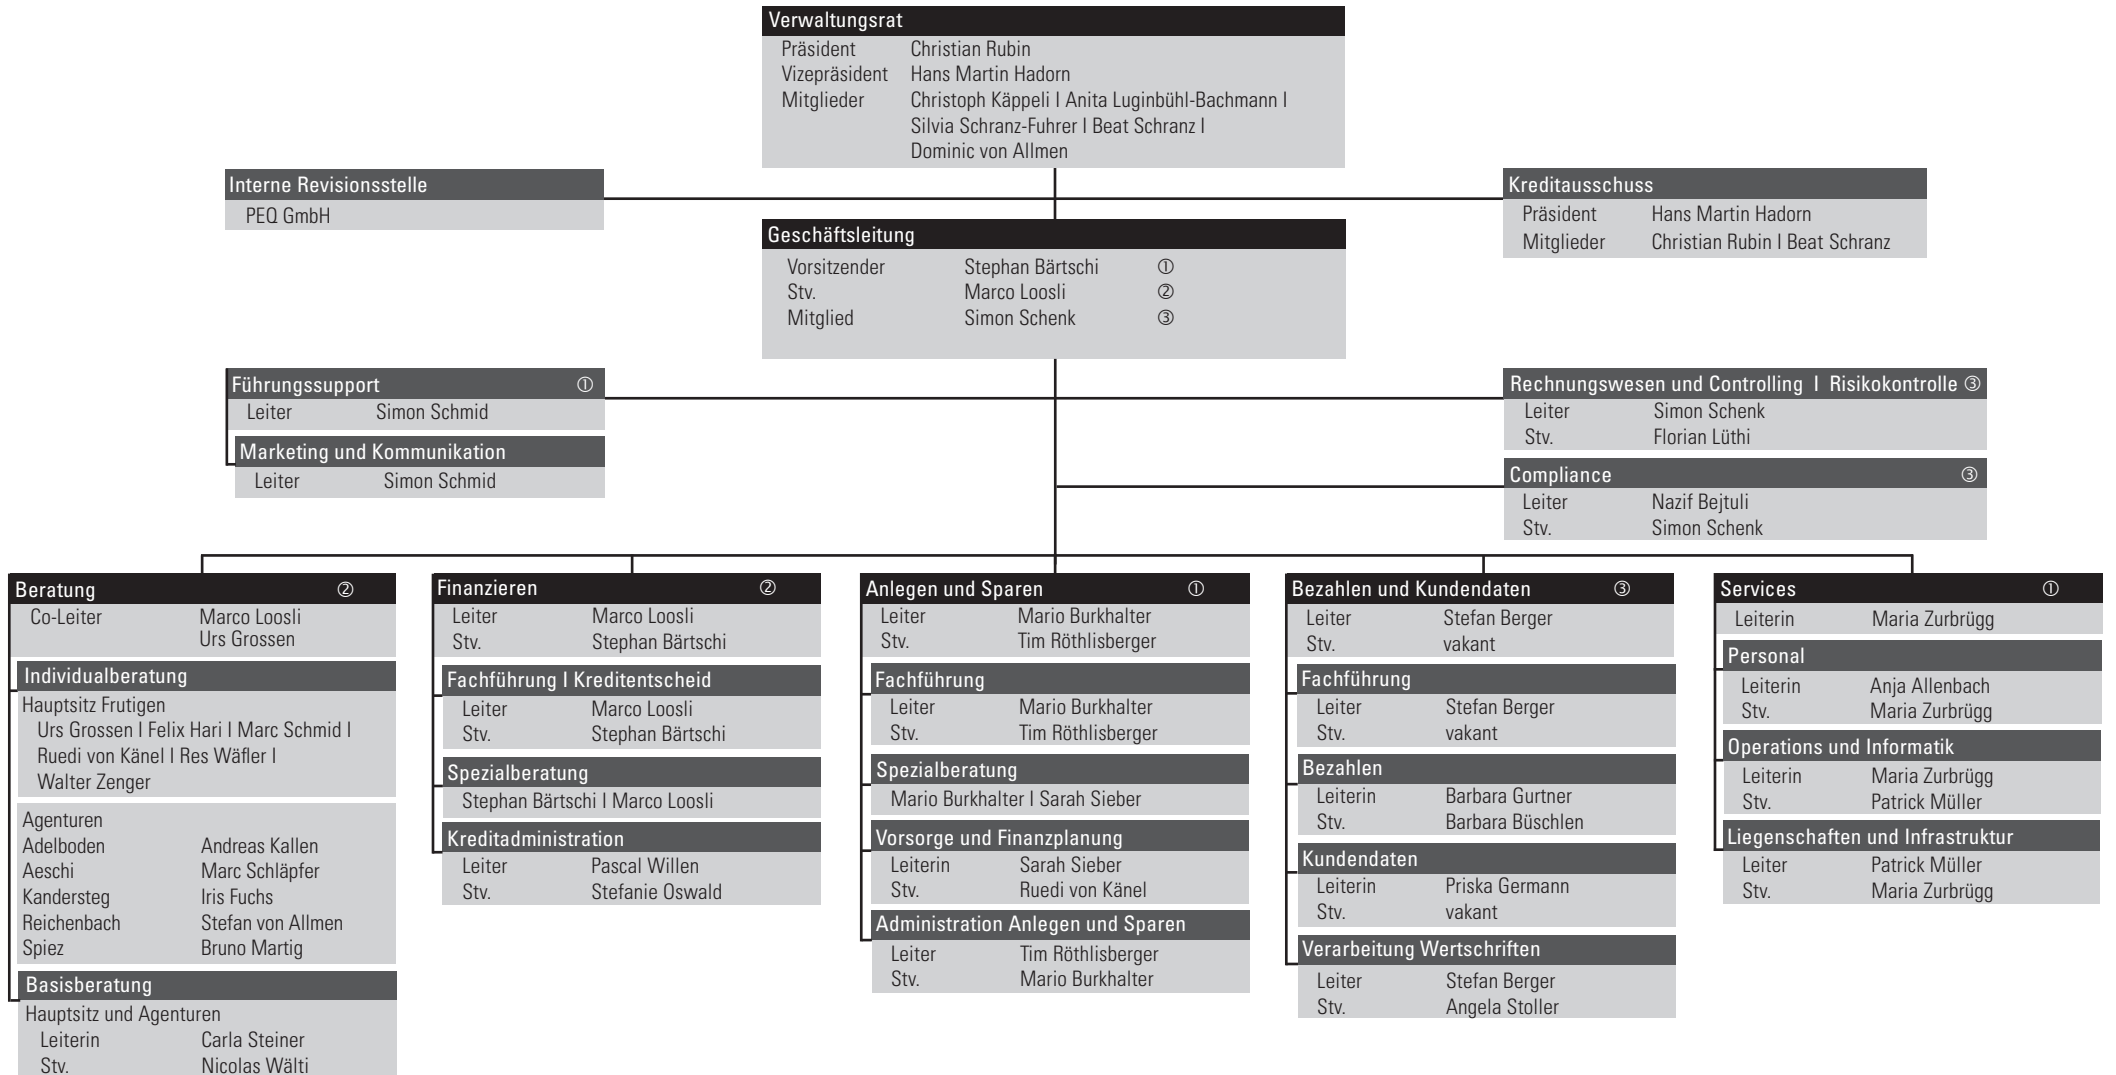 Verwaltungsrat
Präsident Christian Rubin
Vizepräsident Hans Martin Hadorn
Mitglieder Christoph Käppeli I Anita Luginbühl-Bachmann I
Silvia Schranz-Fuhrer I Beat Schranz I
Dominic von Allmen
Interne Revisionsstelle
PEQ GmbH
Kreditausschuss
Präsident Hans Martin Hadorn
Mitglieder Christian Rubin I Beat Schranz
Geschäftsleitung
Vorsitzender Stephan Bärtschi ①
Stv. Marco Loosli ②
Mitglied Simon Schenk ③
Führungssupport ①
Leiter Simon Schmid
Marketing und Kommunikation
Leiter Simon Schmid
Rechnungswesen und Controlling I Risikokontrolle ③
Leiter Simon Schenk
Stv. Florian Lüthi
Compliance ③
Leiter Nazif Bejtuli
Stv. Simon Schenk
Beratung ②
Co-Leiter Marco Loosli
Urs Grossen
Individualberatung
Hauptsitz Frutigen
Urs Grossen I Felix Hari I Marc Schmid I
Ruedi von Känel I Res Wäfler I
Walter Zenger
Agenturen
Adelboden Andreas Kallen
Aeschi Marc Schläpfer
Kandersteg Iris Fuchs
Reichenbach Stefan von Allmen
Spiez Bruno Martig
Basisberatung
Hauptsitz und Agenturen
Leiterin Carla Steiner
Stv. Nicolas Wälti
Finanzieren ②
Leiter Marco Loosli
Stv. Stephan Bärtschi
Fachführung I Kreditentscheid
Leiter Marco Loosli
Stv. Stephan Bärtschi
Spezialberatung
Stephan Bärtschi I Marco Loosli
Kreditadministration
Leiter Pascal Willen
Stv. Stefanie Oswald
Anlegen und Sparen ①
Leiter Mario Burkhalter
Stv. Tim Röthlisberger
Fachführung
Leiter Mario Burkhalter
Stv. Tim Röthlisberger
Spezialberatung
Mario Burkhalter I Sarah Sieber
Vorsorge und Finanzplanung
Leiterin Sarah Sieber
Stv. Ruedi von Känel
Administration Anlegen und Sparen
Leiter Tim Röthlisberger
Stv. Mario Burkhalter
Bezahlen und Kundendaten ③
Leiter Stefan Berger
Stv. vakant
Fachführung
Leiter Stefan Berger
Stv. vakant
Bezahlen
Leiterin Barbara Gurtner
Stv. Barbara Büschlen
Kundendaten
Leiterin Priska Germann
Stv. vakant
Verarbeitung Wertschriften
Leiter Stefan Berger
Stv. Angela Stoller
Services ①
Leiterin Maria Zurbrügg
Personal
Leiterin Anja Allenbach
Stv. Maria Zurbrügg
Operations und Informatik
Leiterin Maria Zurbrügg
Stv. Patrick Müller
Liegenschaften und Infrastruktur
Leiter Patrick Müller
Stv. Maria Zurbrügg